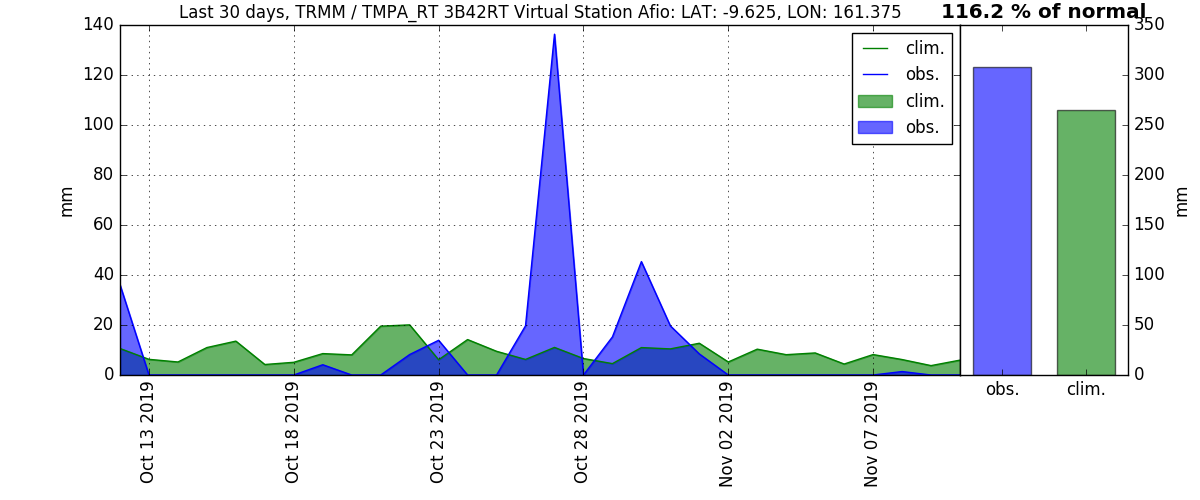 Last 30 days, TRMM / TMPA_RT 3B42RT Virtual Station Afio: LAT: -9.625, LON: 161.375
116.2 % of normal
140
120
100
80
60
40
20
0
mm
clim.
obs.
clim.
obs.
350
300
250
200
150
100
50
0
mm
Oct 13 2019
Oct 18 2019
Oct 23 2019
Oct 28 2019
Nov 02 2019
Nov 07 2019
obs.
clim.